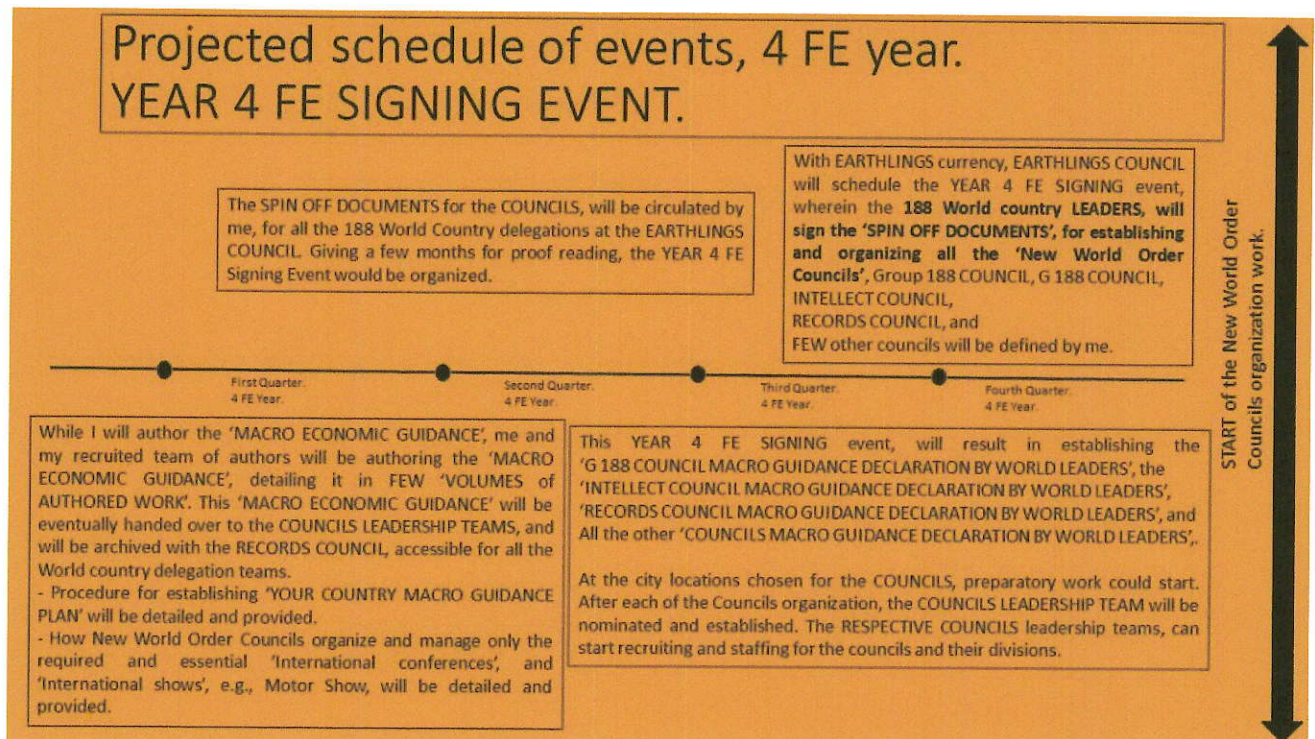 Projected schedule of events, 4 FE year.
YEAR 4 FE SIGNING EVENT.
The SPIN OFF DOCUMENTS for the COUNCILS, will be circulated by
me, for all the 188 World Country delegations at the EARTHLINGS
COUNCIL. Giving a few months for proof reading, the YEAR 4 FE
Signing Event would be organized.
With EARTHLINGS currency, EARTHLINGS COUNCIL
will schedule the YEAR 4 FE SIGNING event,
wherein the 188 World country LEADERS, will
sign the 'SPIN OFF DOCUMENTS', for establishing
and organizing all the 'New World Order
Councils', Group 188 COUNCIL, G 188 COUNCIL,
INTELLECT COUNCIL,
RECORDS COUNCIL, and
FEW other councils will be defined by me.
First Quarter.
4 FE Year.
Second Quarter.
4 FE Year.
Third Quarter.
4 FE Year.
Fourth Quarter.
4 FE Year.
While I will author the 'MACRO ECONOMIC GUIDANCE', me and
my recruited team of authors will be authoring the 'MACRO
ECONOMIC GUIDANCE', detailing it in FEW 'VOLUMES of
AUTHORED WORK'. This 'MACRO ECONOMIC GUIDANCE' will be
eventually handed over to the COUNCILS LEADERSHIP TEAMS, and
will be archived with the RECORDS COUNCIL, accessible for all the
World country delegation teams.
- Procedure for establishing 'YOUR COUNTRY MACRO GUIDANCE
PLAN' will be detailed and provided.
- How New World Order Councils organize and manage only the
required and essential 'International conferences', and
'International shows', e.g., Motor Show, will be detailed and
provided.
This YEAR 4 FE SIGNING event, will result in establishing the
'G 188 COUNCIL MACRO GUIDANCE DECLARATION BY WORLD LEADERS', the
'INTELLECT COUNCIL MACRO GUIDANCE DECLARATION BY WORLD LEADERS',
'RECORDS COUNCIL MACRO GUIDANCE DECLARATION BY WORLD LEADERS', and
All the other 'COUNCILS MACRO GUIDANCE DECLARATION BY WORLD LEADERS',.
At the city locations chosen for the COUNCILS, preparatory work could start.
After each of the Councils organization, the COUNCILS LEADERSHIP TEAM will be
nominated and established. The RESPECTIVE COUNCILS leadership teams, can
start recruiting and staffing for the councils and their divisions.
START of the New World Order
Councils organization work.